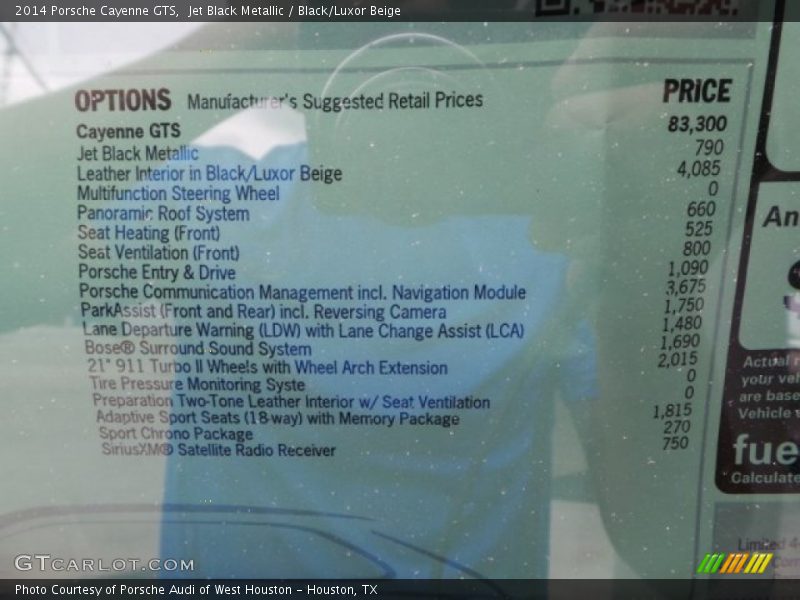 2014 Porsche Cayenne GTS, Jet Black Metallic / Black/Luxor Beige
OPTIONS Manufacturer's Suggested Retail Prices PRICE
Cayenne GTS 83,300
Jet Black Metallic 790
Leather Interior in Black/Luxor Beige 4,085
Multifunction Steering Wheel 0
Panoramic Roof System 660
Seat Heating (Front) 525
Seat Ventilation (Front) 800
Porsche Entry & Drive 1,090
Porsche Communication Management incl. Navigation Module 3,675
ParkAssist (Front and Rear) incl. Reversing Camera 1,750
Lane Departure Warning (LDW) with Lane Change Assist (LCA) 1,480
Bose® Surround Sound System 1,690
21" 911 Turbo II Wheels with Wheel Arch Extension 2,015
Tire Pressure Monitoring Syste 0
Preparation Two-Tone Leather Interior w/ Seat Ventilation 0
Adaptive Sport Seats (18-way) with Memory Package 1,815
Sport Chrono Package 270
SiriusXM® Satellite Radio Receiver 750
An
Actual r
your veh
are base
Vehicle
fue
Calculate
Limited 4-
GTCARLOT.COM
Photo Courtesy of Porsche Audi of West Houston - Houston, TX